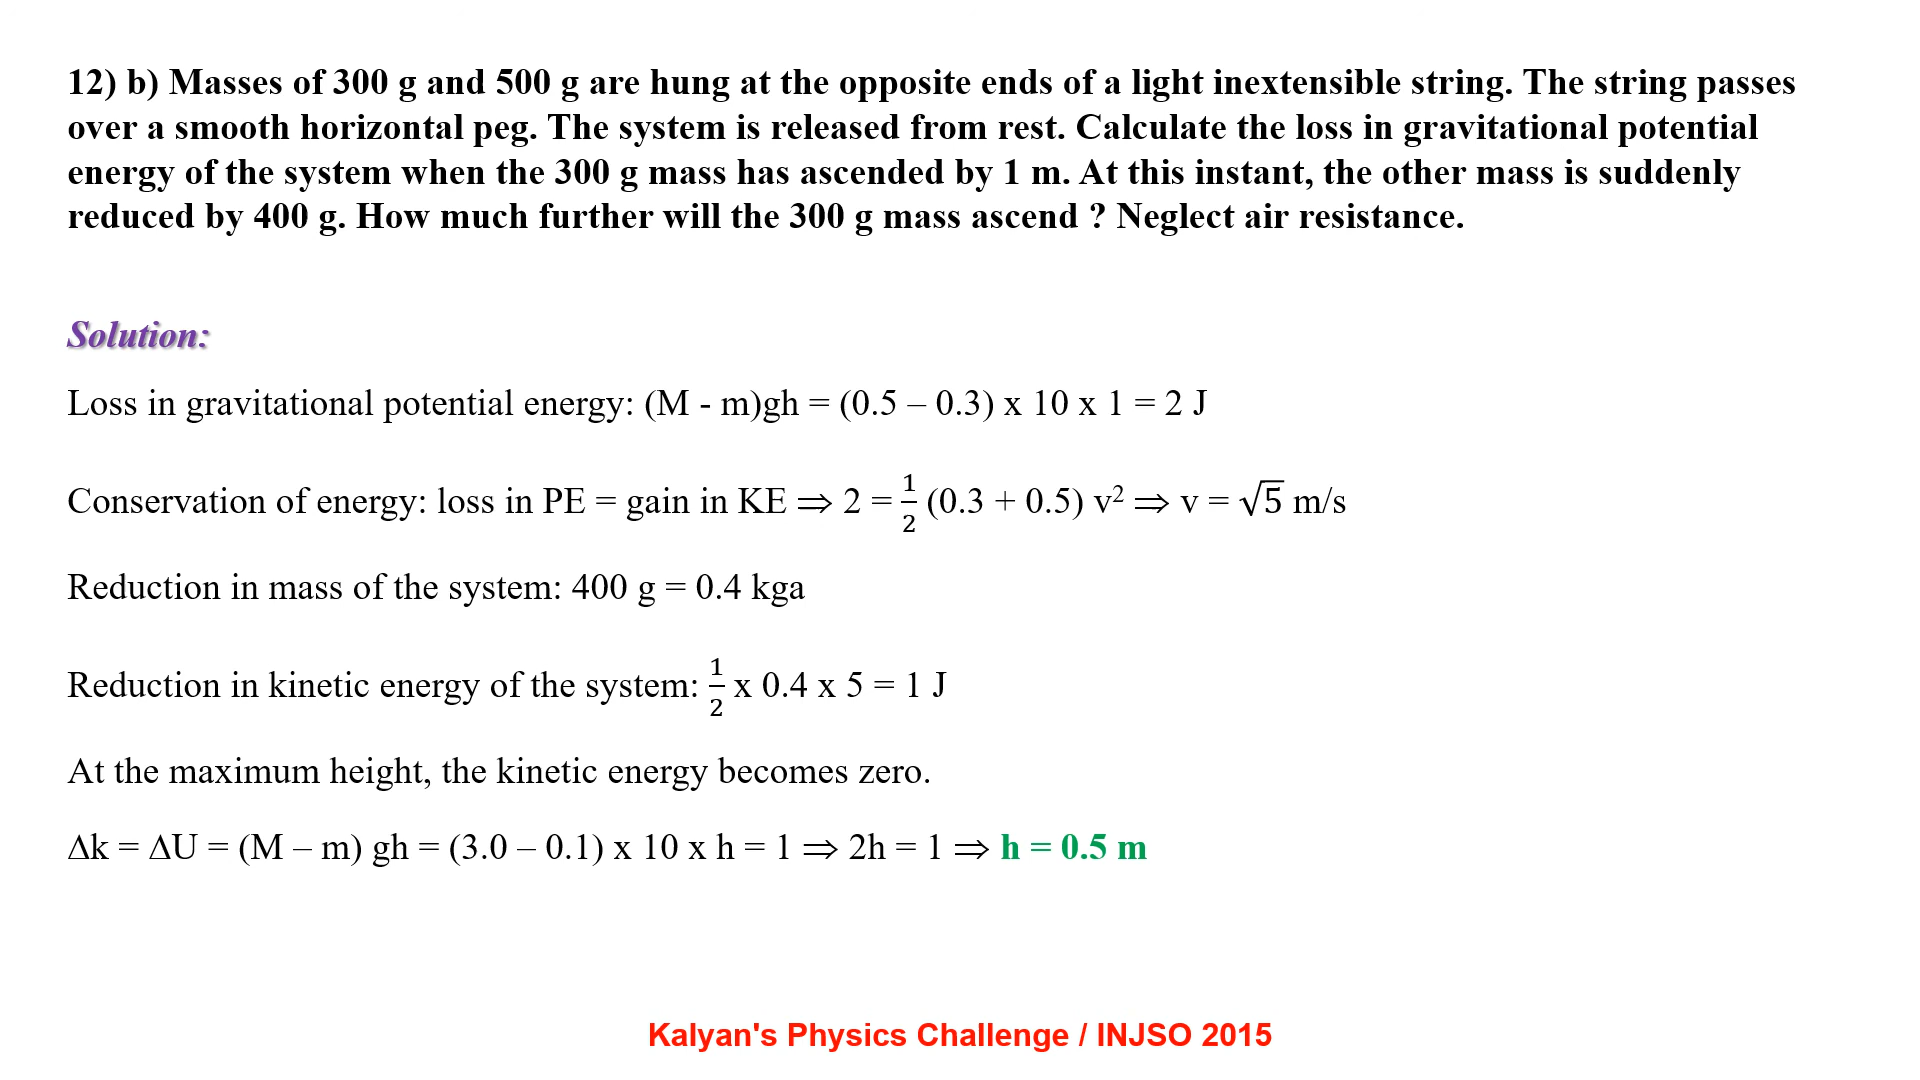 12) b) Masses of 300 g and 500 g are hung at the opposite ends of a light inextensible string. The string passes
over a smooth horizontal peg. The system is released from rest. Calculate the loss in gravitational potential
energy of the system when the 300 g mass has ascended by 1 m. At this instant, the other mass is suddenly
reduced by 400 g. How much further will the 300 g mass ascend ? Neglect air resistance.
Solution:
Loss in gravitational potential energy: (M - m)gh = (0.5 – 0.3) x 10 x 1 = 2 J
Conservation of energy: loss in PE = gain in KE ⟹ 2 = 1/2 (0.3 + 0.5) v² ⟹ v = √5 m/s
Reduction in mass of the system: 400 g = 0.4 kga
Reduction in kinetic energy of the system: 1/2 x 0.4 x 5 = 1 J
At the maximum height, the kinetic energy becomes zero.
Δk = ΔU = (M – m) gh = (3.0 – 0.1) x 10 x h = 1 ⟹ 2h = 1 ⟹ h = 0.5 m
Kalyan's Physics Challenge / INJSO 2015